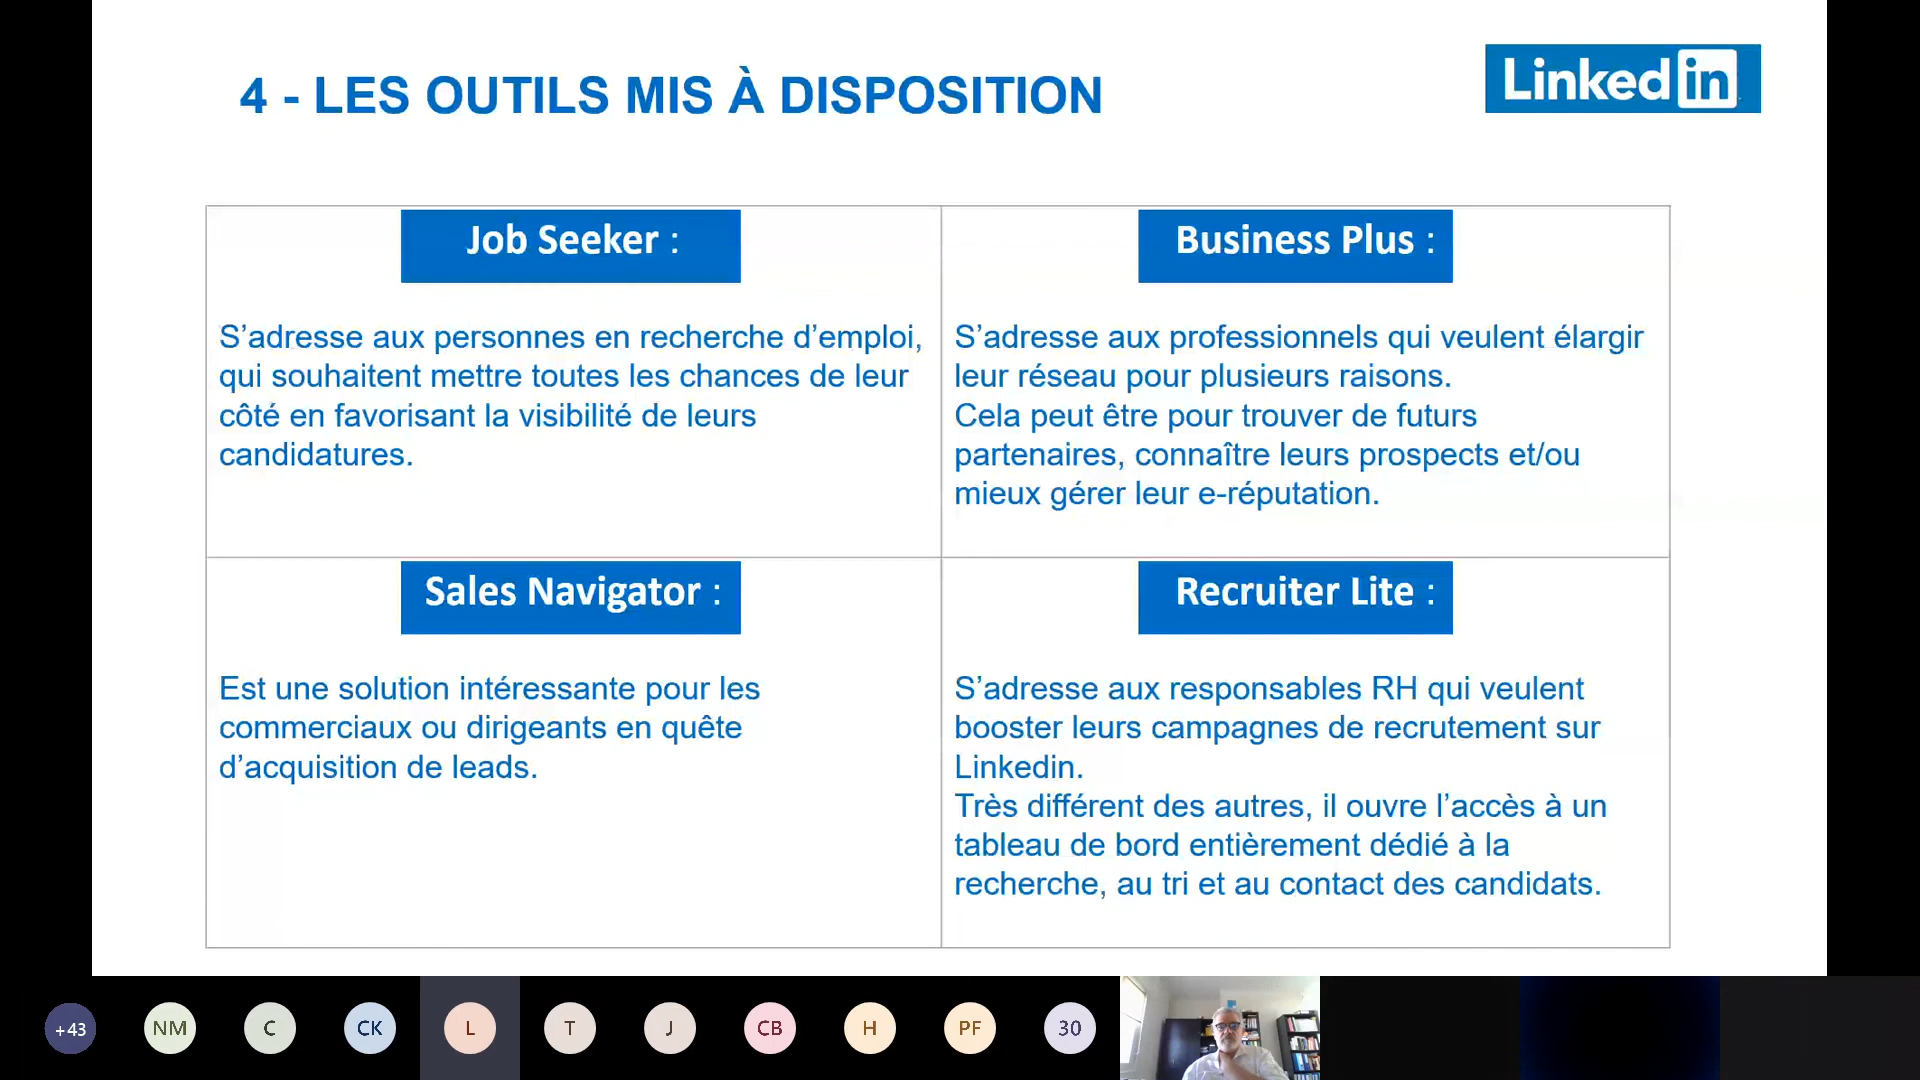 4 - LES OUTILS MIS À DISPOSITION
Linkedin
Job Seeker :
S’adresse aux personnes en recherche d’emploi,
qui souhaitent mettre toutes les chances de leur
côté en favorisant la visibilité de leurs
candidatures.
Business Plus :
S’adresse aux professionnels qui veulent élargir
leur réseau pour plusieurs raisons.
Cela peut être pour trouver de futurs
partenaires, connaître leurs prospects et/ou
mieux gérer leur e-réputation.
Sales Navigator :
Est une solution intéressante pour les
commerciaux ou dirigeants en quête
d’acquisition de leads.
Recruiter Lite :
S’adresse aux responsables RH qui veulent
booster leurs campagnes de recrutement sur
Linkedin.
Très différent des autres, il ouvre l’accès à un
tableau de bord entièrement dédié à la
recherche, au tri et au contact des candidats.
+43 NM C CK L T J CB H PF 30